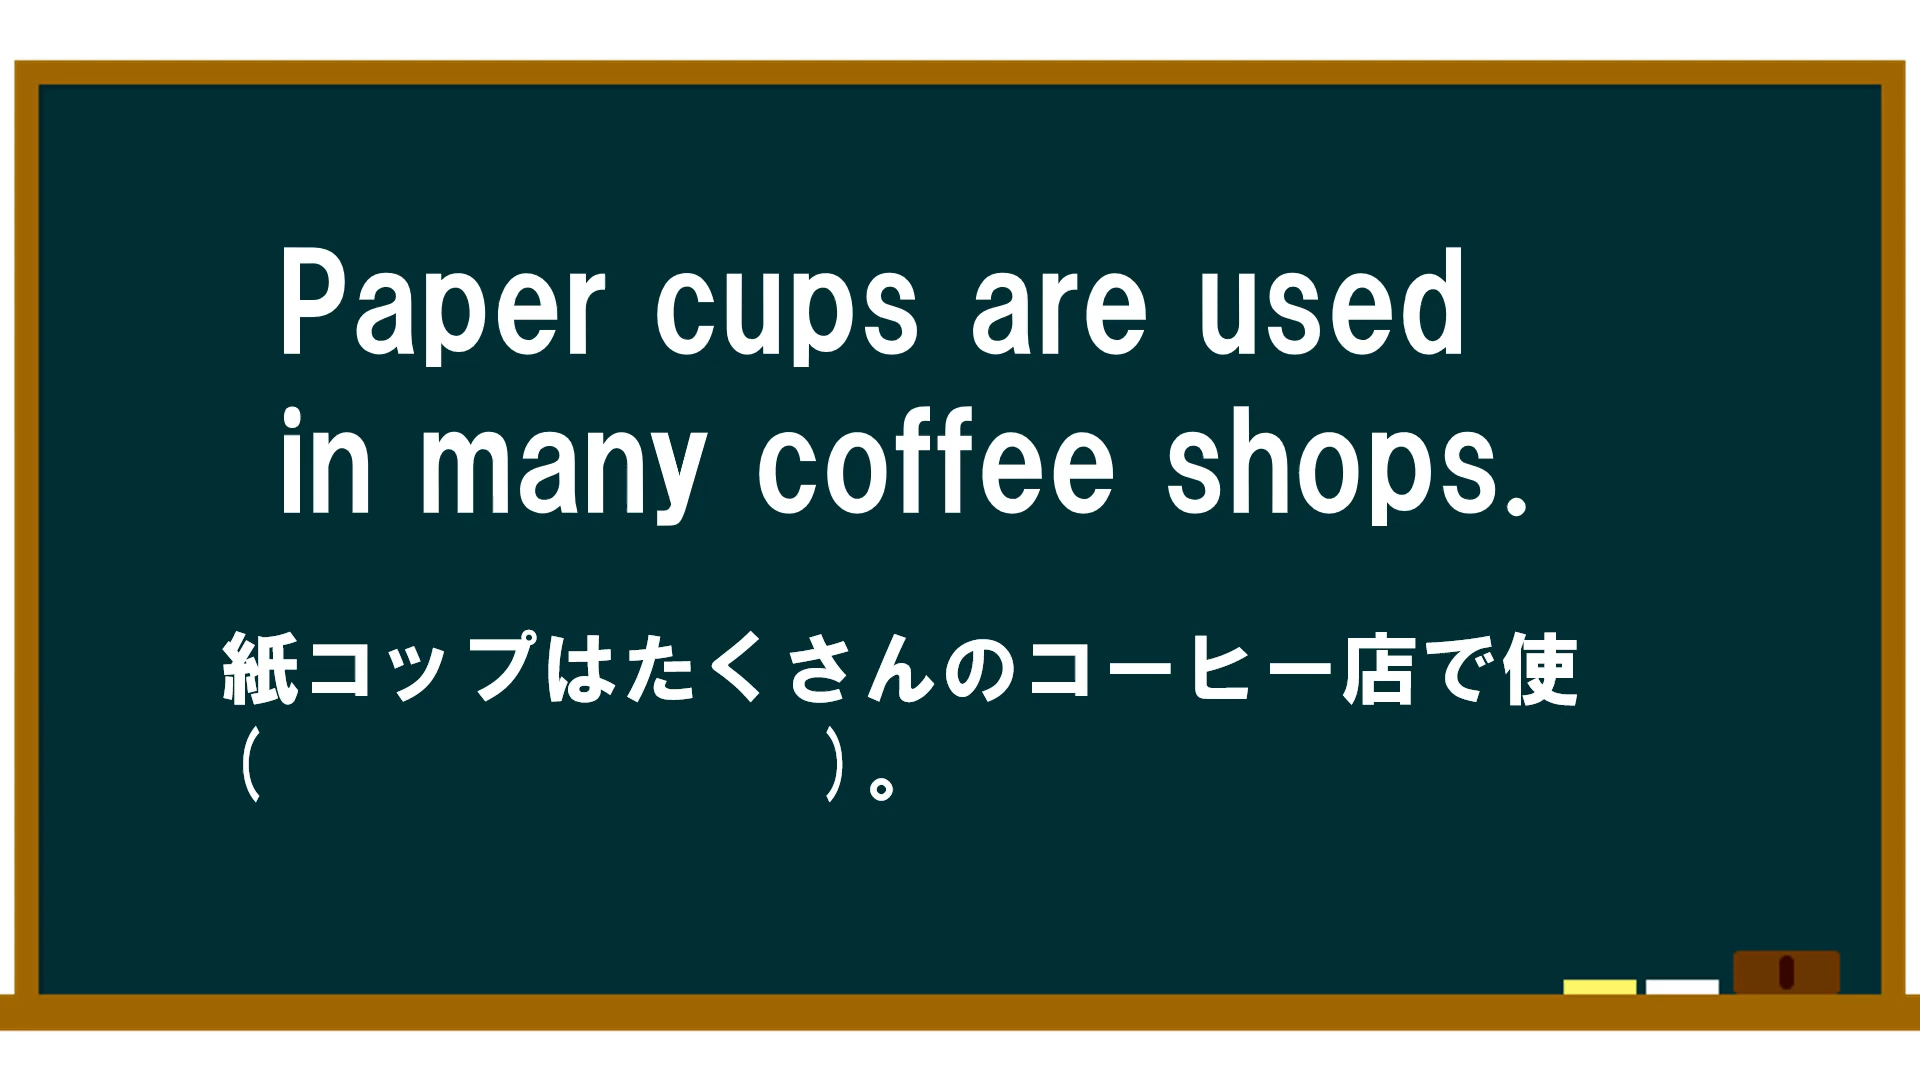 Paper cups are used
in many coffee shops.
紙コップはたくさんのコーヒー店で使
(　　　　　　　)。